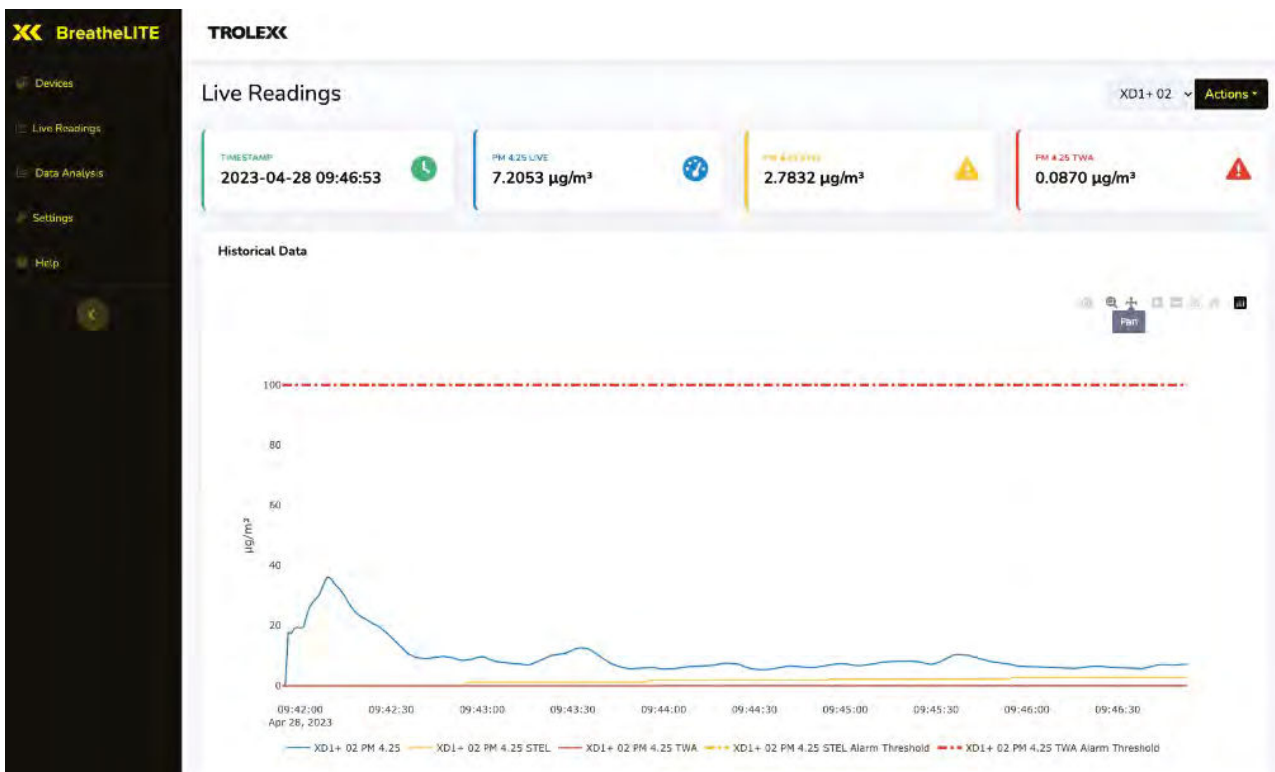 BreatheLITE
TROLEX
Devices
Live Readings
Data Analysis
Settings
Help
Live Readings
XD1+ 02
Actions
TIMESTAMP
2023-04-28 09:46:53
PM 4.25 LIVE
7.2053 µg/m³
PM 4.25 STEL
2.7832 µg/m³
PM 4.25 TWA
0.0870 µg/m³
Historical Data
Pan
100
80
60
40
20
0
µg/m³
09:42:00 09:42:30 09:43:00 09:43:30 09:44:00 09:44:30 09:45:00 09:45:30 09:46:00 09:46:30
Apr 28, 2023
XD1+ 02 PM 4.25 XD1+ 02 PM 4.25 STEL XD1+ 02 PM 4.25 TWA XD1+ 02 PM 4.25 STEL Alarm Threshold XD1+ 02 PM 4.25 TWA Alarm Threshold